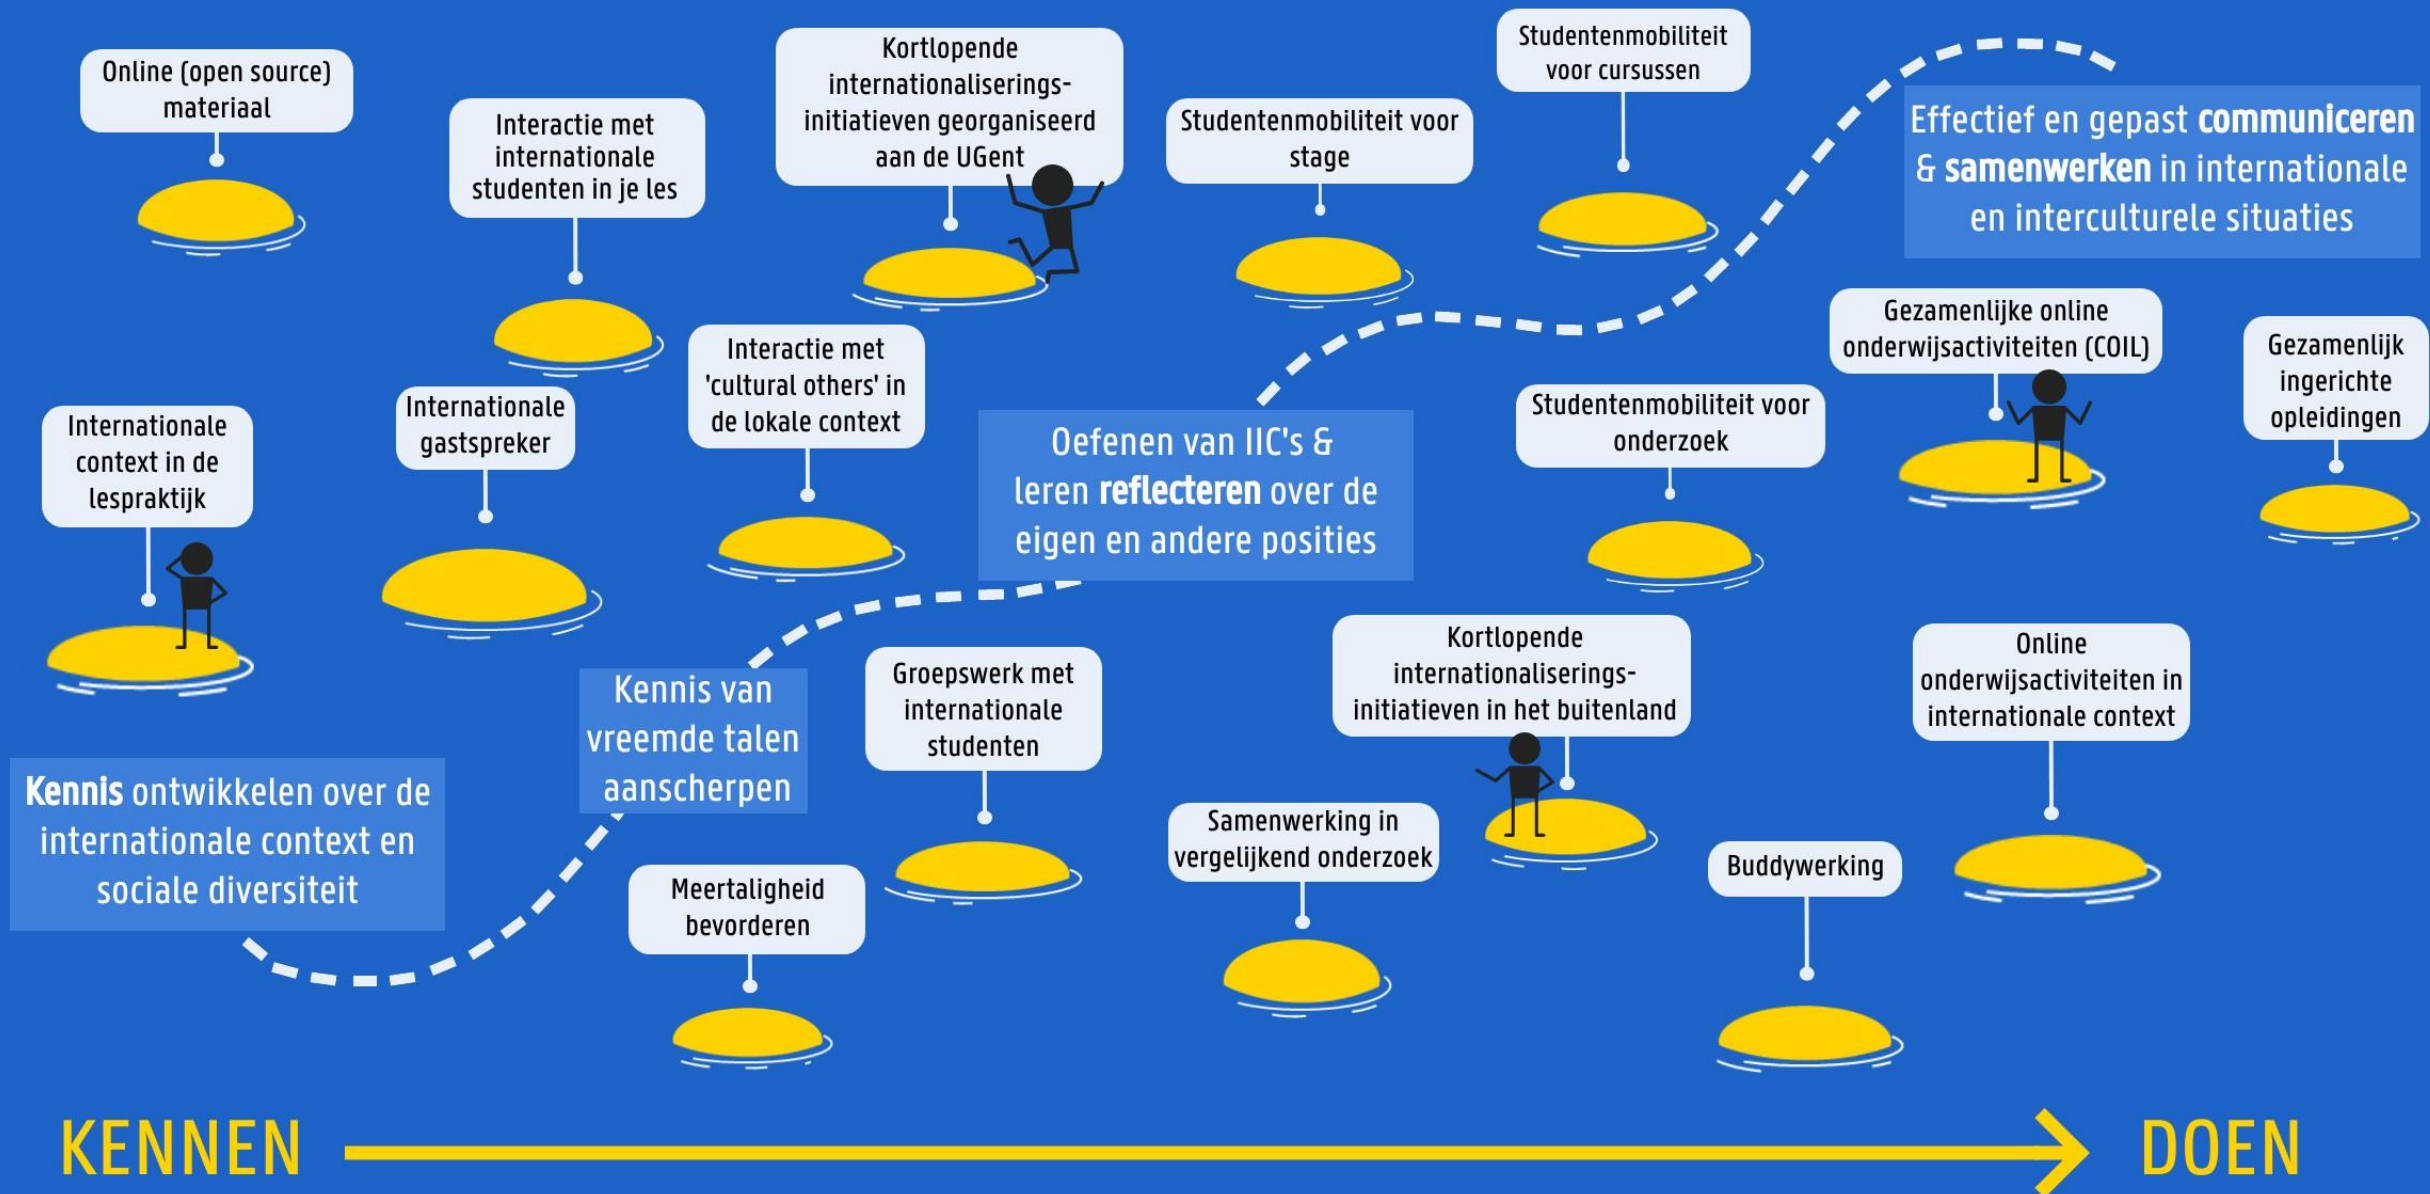 Online (open source)
materiaal
Interactie met
internationale
studenten in je les
Kortlopende
internationaliserings-
initiatieven georganiseerd
aan de UGent
Studentenmobiliteit voor
stage
Studentenmobiliteit
voor cursussen
Effectief en gepast communiceren
& samenwerken in internationale
en interculturele situaties
Internationale
context in de
lespraktijk
Internationale
gastspreker
Interactie met
'cultural others' in
de lokale context
Oefenen van IIC's &
leren reflecteren over de
eigen en andere posities
Studentenmobiliteit voor
onderzoek
Gezamenlijke online
onderwijsactiviteiten (COIL)
Gezamenlijk
ingerichte
opleidingen
Kennis ontwikkelen over de
internationale context en
sociale diversiteit
Kennis van
vreemde talen
aanscherpen
Groepswerk met
internationale
studenten
Kortlopende
internationaliserings-
initiatieven in het buitenland
Online
onderwijsactiviteiten in
internationale context
Meertaligheid
bevorderen
Samenwerking in
vergelijkend onderzoek
Buddywerking
KENNEN
DOEN